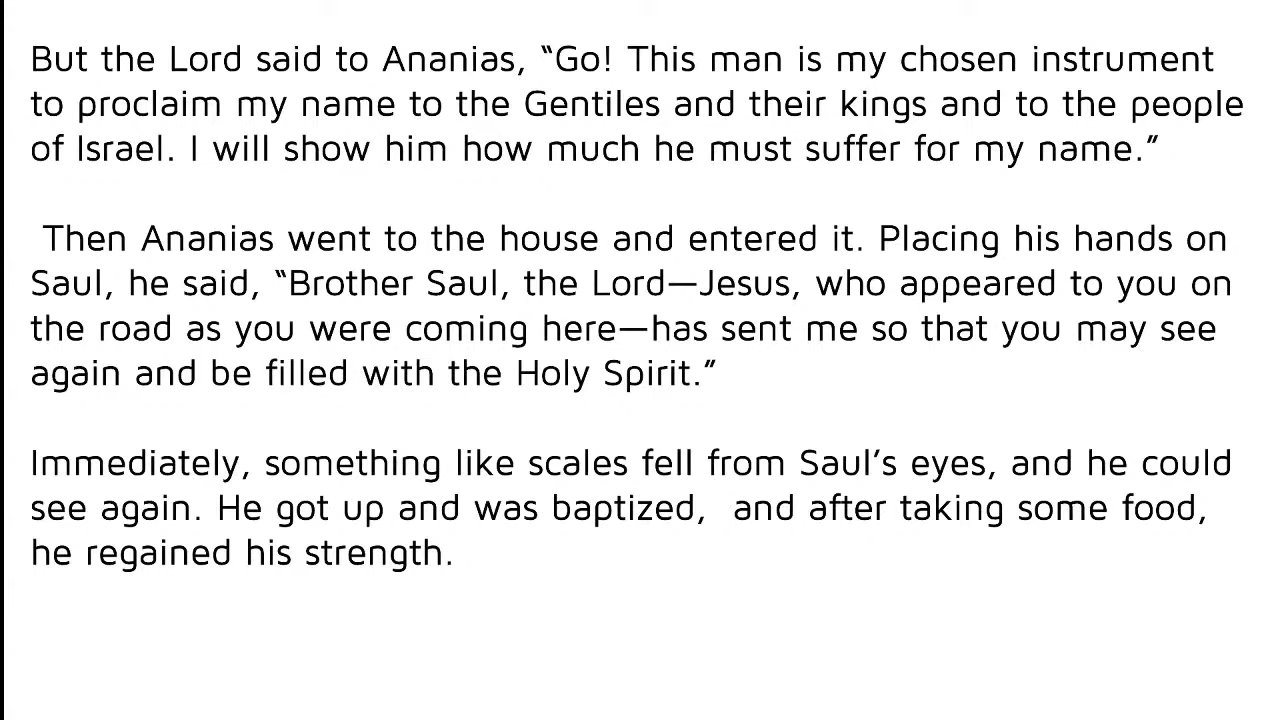 But the Lord said to Ananias, “Go! This man is my chosen instrument
to proclaim my name to the Gentiles and their kings and to the people
of Israel. I will show him how much he must suffer for my name.”
Then Ananias went to the house and entered it. Placing his hands on
Saul, he said, “Brother Saul, the Lord—Jesus, who appeared to you on
the road as you were coming here—has sent me so that you may see
again and be filled with the Holy Spirit.”
Immediately, something like scales fell from Saul’s eyes, and he could
see again. He got up and was baptized,  and after taking some food,
he regained his strength.